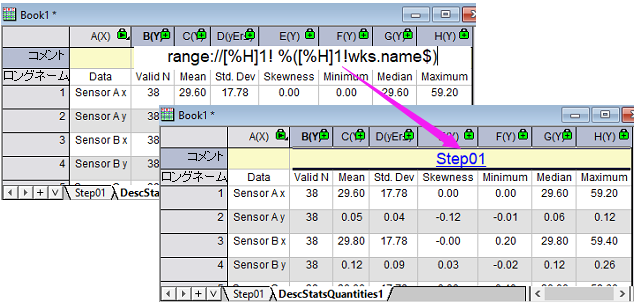 Book1 *
A(X) B(Y) C(Y) D(yEr. E(Y) F(Y) G(Y) H(Y)
コメント range://[%H]1! %([%H]1!wks.name$)
ロングネーム Data Valid N Mean Std. Dev Skewness Minimum Median Maximum
1 Sensor A x 38 29.60 17.78 0.00 0.00 29.60 59.20
2 Sensor A y 38
3 Sensor B x 38
4 Sensor B y 38
Step01 DescStats
Book1 *
A(X) B(Y) C(Y) D(yEr. F(Y) G(Y) H(Y)
コメント Step01
ロングネーム Data Valid N Mean Std. Dev Skewness Minimum Median Maximum
1 Sensor A x 38 29.60 17.78 0.00 0.00 29.60 59.20
2 Sensor A y 38 0.05 0.04 -0.12 -0.01 0.06 0.12
3 Sensor B x 38 29.80 17.78 -0.00 0.20 29.80 59.40
4 Sensor B y 38 0.12 0.09 0.03 -0.02 0.12 0.26
Step01 DescStatsQuantities1